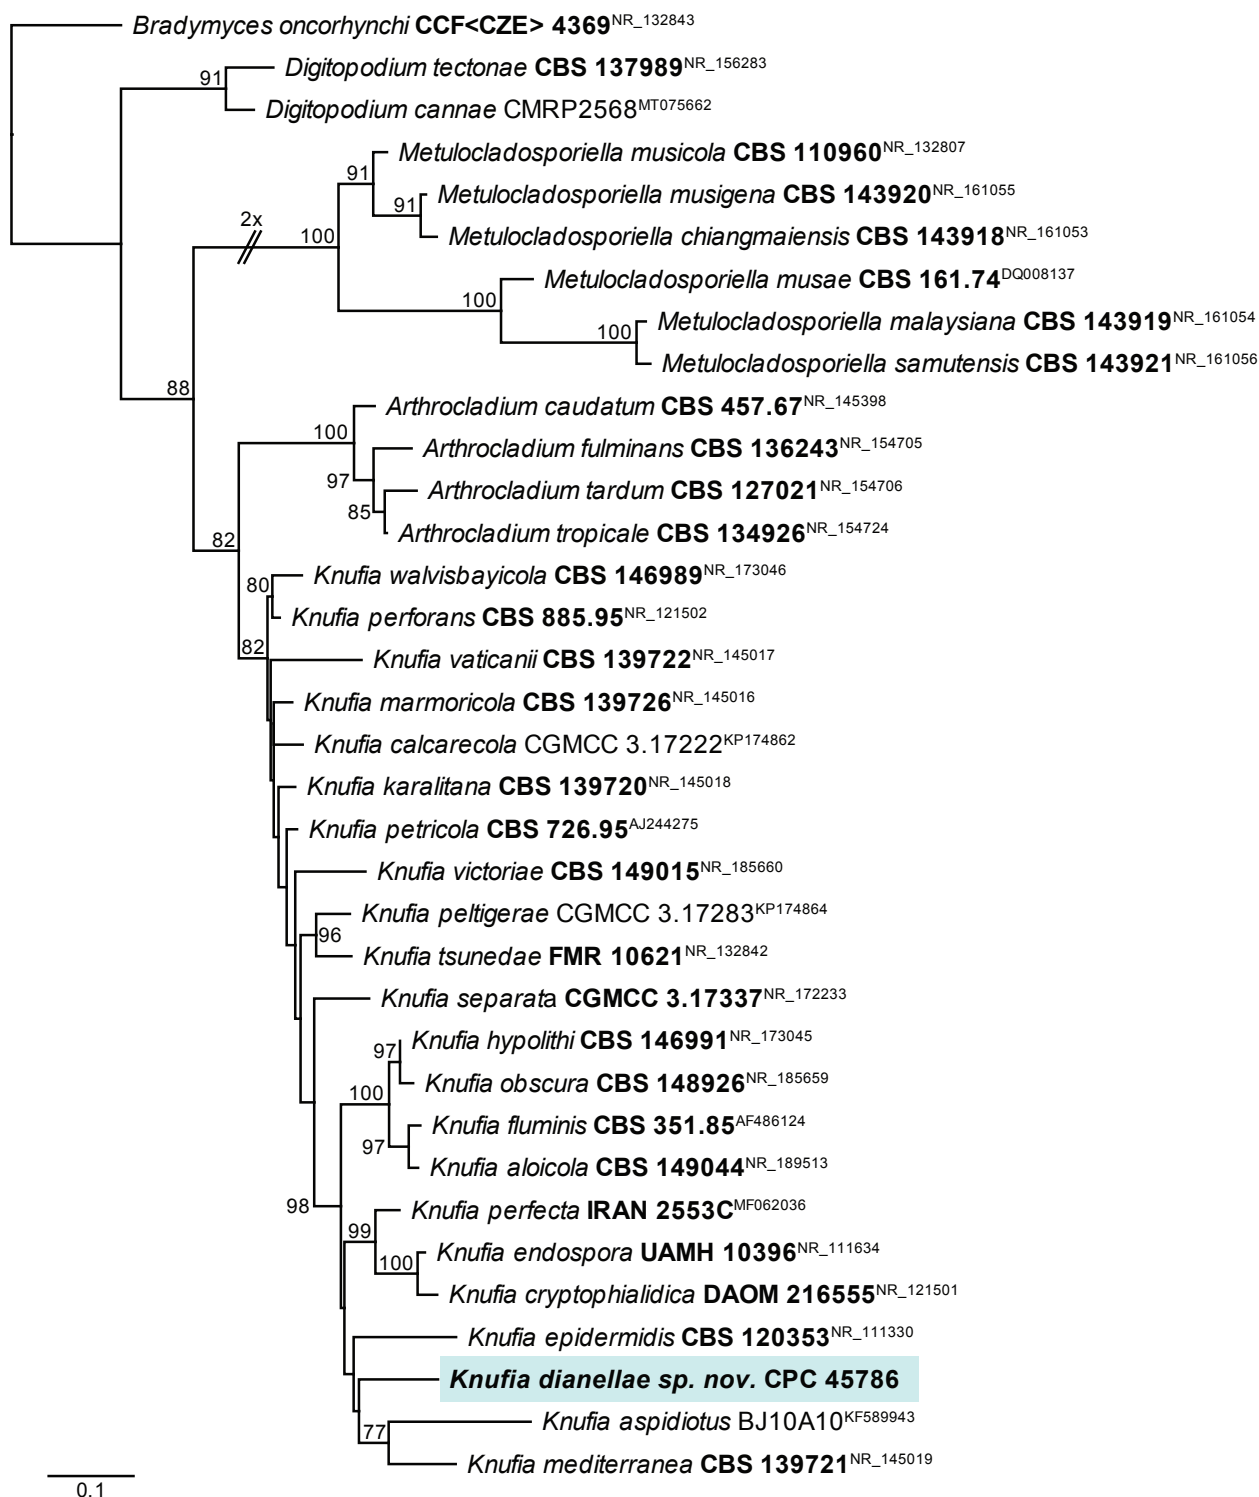 Bradymyces oncorhynchi CCF<CZE> 4369NR_132843
91
Digitopodium tectonae CBS 137989NR_156283
Digitopodium cannae CMRP2568MT075662
Metulocladosporiella musicola CBS 110960NR_132807
91
Metulocladosporiella musigena CBS 143920NR_161055
91
2x
100
Metulocladosporiella chiangmaiensis CBS 143918NR_161053
Metulocladosporiella musae CBS 161.74DQ008137
100
Metulocladosporiella malaysiana CBS 143919NR_161054
100
Metulocladosporiella samutensis CBS 143921NR_161056
88
Arthrocladium caudatum CBS 457.67NR_145398
100
Arthrocladium fulminans CBS 136243NR_154705
97
Arthrocladium tardum CBS 127021NR_154706
85
Arthrocladium tropicale CBS 134926NR_154724
82
Knufia walvisbayicola CBS 146989NR_173046
80
Knufia perforans CBS 885.95NR_121502
82
Knufia vaticanii CBS 139722NR_145017
Knufia marmoricola CBS 139726NR_145016
Knufia calcarecola CGMCC 3.17222KP174862
Knufia karalitana CBS 139720NR_145018
Knufia petricola CBS 726.95AJ244275
Knufia victoriae CBS 149015NR_185660
Knufia peltigerae CGMCC 3.17283KP174864
96
Knufia tsunedae FMR 10621NR_132842
Knufia separata CGMCC 3.17337NR_172233
Knufia hypolithi CBS 146991NR_173045
97
Knufia obscura CBS 148926NR_185659
100
Knufia fluminis CBS 351.85AF486124
97
Knufia aloicola CBS 149044NR_189513
98
Knufia perfecta IRAN 2553CMF062036
99
Knufia endospora UAMH 10396NR_111634
100
Knufia cryptophialidica DAOM 216555NR_121501
Knufia epidermidis CBS 120353NR_111330
Knufia dianellae sp. nov. CPC 45786
Knufia aspidiotus BJ10A10KF589943
77
Knufia mediterranea CBS 139721NR_145019
0.1